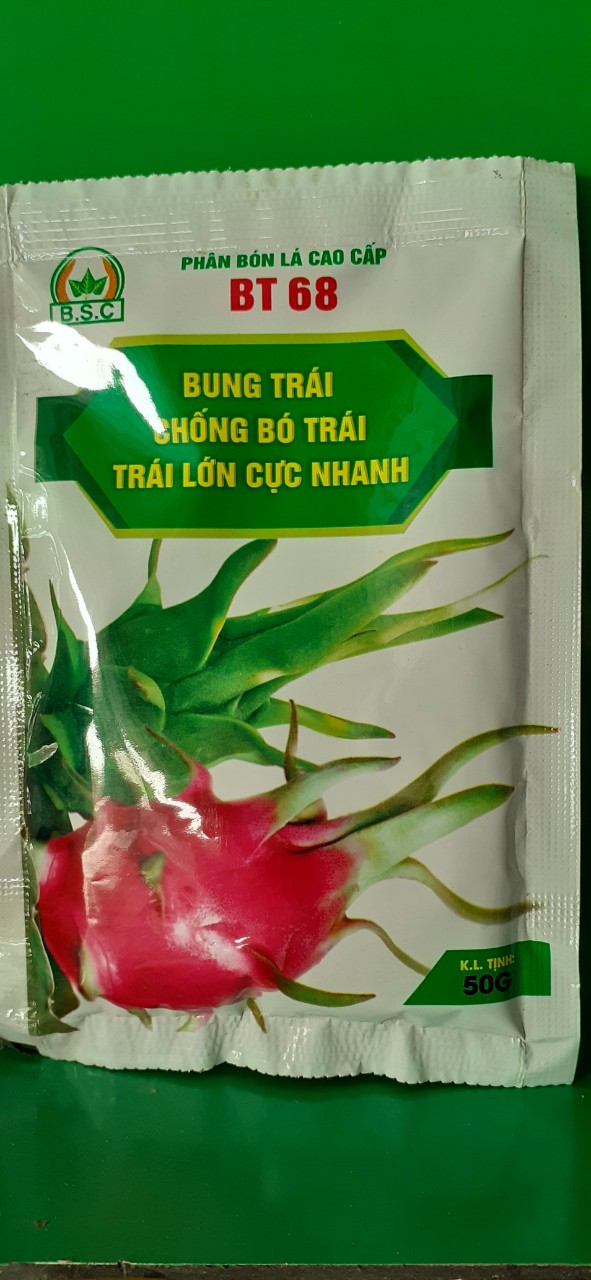 PHÂN BÓN LÁ CAO CẤP
BT 68
B.S.C
BUNG TRÁI
CHỐNG BÓ TRÁI
TRÁI LỚN CỰC NHANH
K.L. TỊNH:
50G